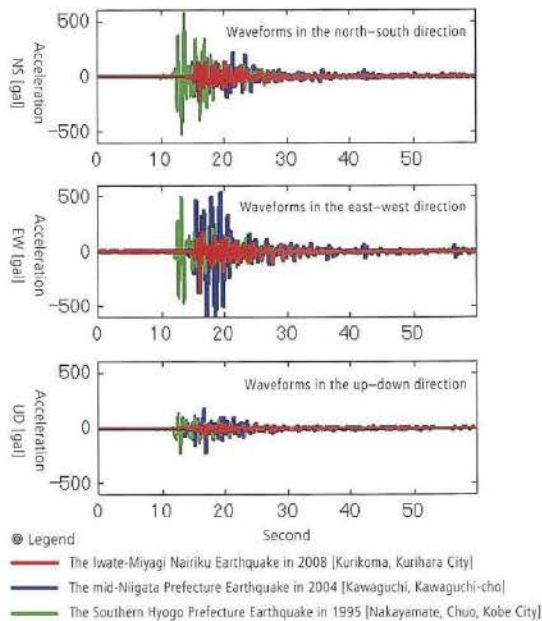 500
0
−500
Acceleration
NS [gal]
Waveforms in the north−south direction
0 10 20 30 40 50
500
0
−500
Acceleration
EW [gal]
Waveforms in the east−west direction
0 10 20 30 40 50
500
0
−500
Acceleration
UD [gal]
Waveforms in the up−down direction
0 10 20 30 40 50
Second
◎ Legend
The Iwate-Miyagi Nairiku Earthquake in 2008 [Kurikoma, Kurihara City]
The mid-Niigata Prefecture Earthquake in 2004 [Kawaguchi, Kawaguchi-cho]
The Southern Hyogo Prefecture Earthquake in 1995 [Nakayamate, Chuo, Kobe City]